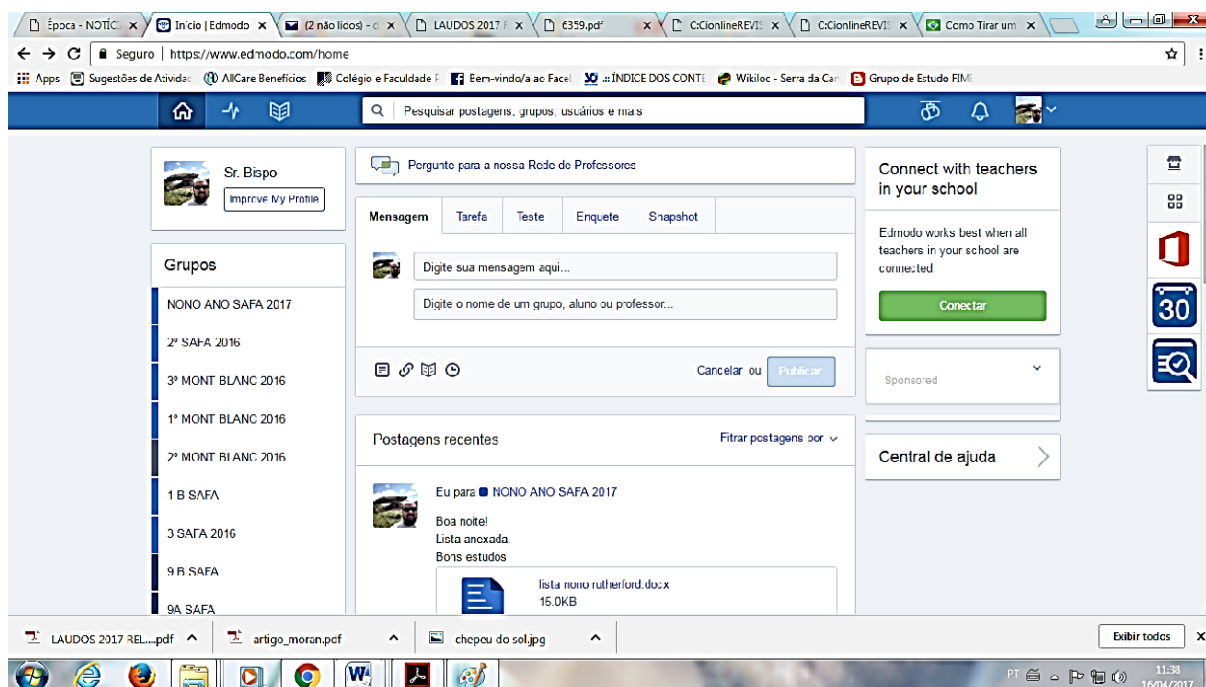 Época - NOTÍC
Início | Edmodo
(2 não lidos) - c
LAUDOS 2017 F
6359.pdf
C:CionlineREVIS
C:CionlineREVIS
Como Tirar um
Seguro | https://www.edmodo.com/home
Apps Sugestões de Ativida AllCare Benefícios Colégio e Faculdade Bem-vindo/a ao Face .:: ÍNDICE DOS CONTE Wikiloc - Serra da Can Grupo de Estudo FIME
Pesquisar postagens, grupos, usuários e mais
Sr. Bispo
Improve My Profile
Grupos
NONO ANO SAFA 2017
2º SAFA 2016
3º MONT BLANC 2016
1º MONT BLANC 2016
2º MONT BLANC 2016
1 B SAFA
3 SAFA 2016
9 B SAFA
9A SAFA
Pergunte para a nossa Rede de Professores
Mensagem Tarefa Teste Enquete Snapshot
Digite sua mensagem aqui...
Digite o nome de um grupo, aluno ou professor...
Cancelar ou Publicar
Postagens recentes
Filtrar postagens por
Eu para NONO ANO SAFA 2017
Boa noite!
Lista anexada.
Bons estudos
lista nono rutherford.docx
15.0KB
Connect with teachers
in your school
Edmodo works best when all
teachers in your school are
connected
Conectar
Sponsored
Central de ajuda
30
LAUDOS 2017 REL....pdf
artigo_moran.pdf
chepeu do sol.jpg
Exibir todos
PT
11:38
16/04/2017